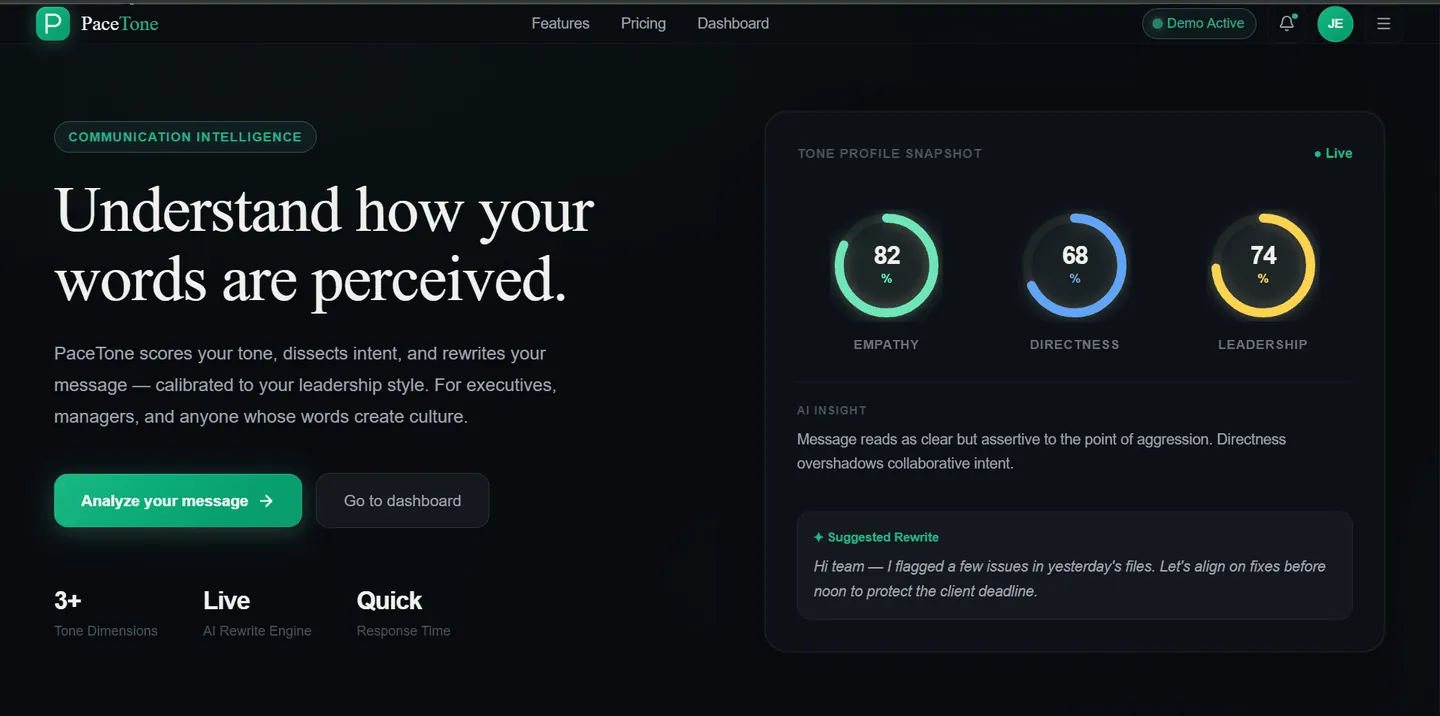 P PaceTone
Features
Pricing
Dashboard
Demo Active
JE
COMMUNICATION INTELLIGENCE
Understand how your
words are perceived.
PaceTone scores your tone, dissects intent, and rewrites your
message — calibrated to your leadership style. For executives,
managers, and anyone whose words create culture.
Analyze your message →
Go to dashboard
3+
Tone Dimensions
Live
AI Rewrite Engine
Quick
Response Time
TONE PROFILE SNAPSHOT
• Live
82
%
EMPATHY
68
%
DIRECTNESS
74
%
LEADERSHIP
AI INSIGHT
Message reads as clear but assertive to the point of aggression. Directness
overshadows collaborative intent.
✦ Suggested Rewrite
Hi team — I flagged a few issues in yesterday's files. Let's align on fixes before
noon to protect the client deadline.